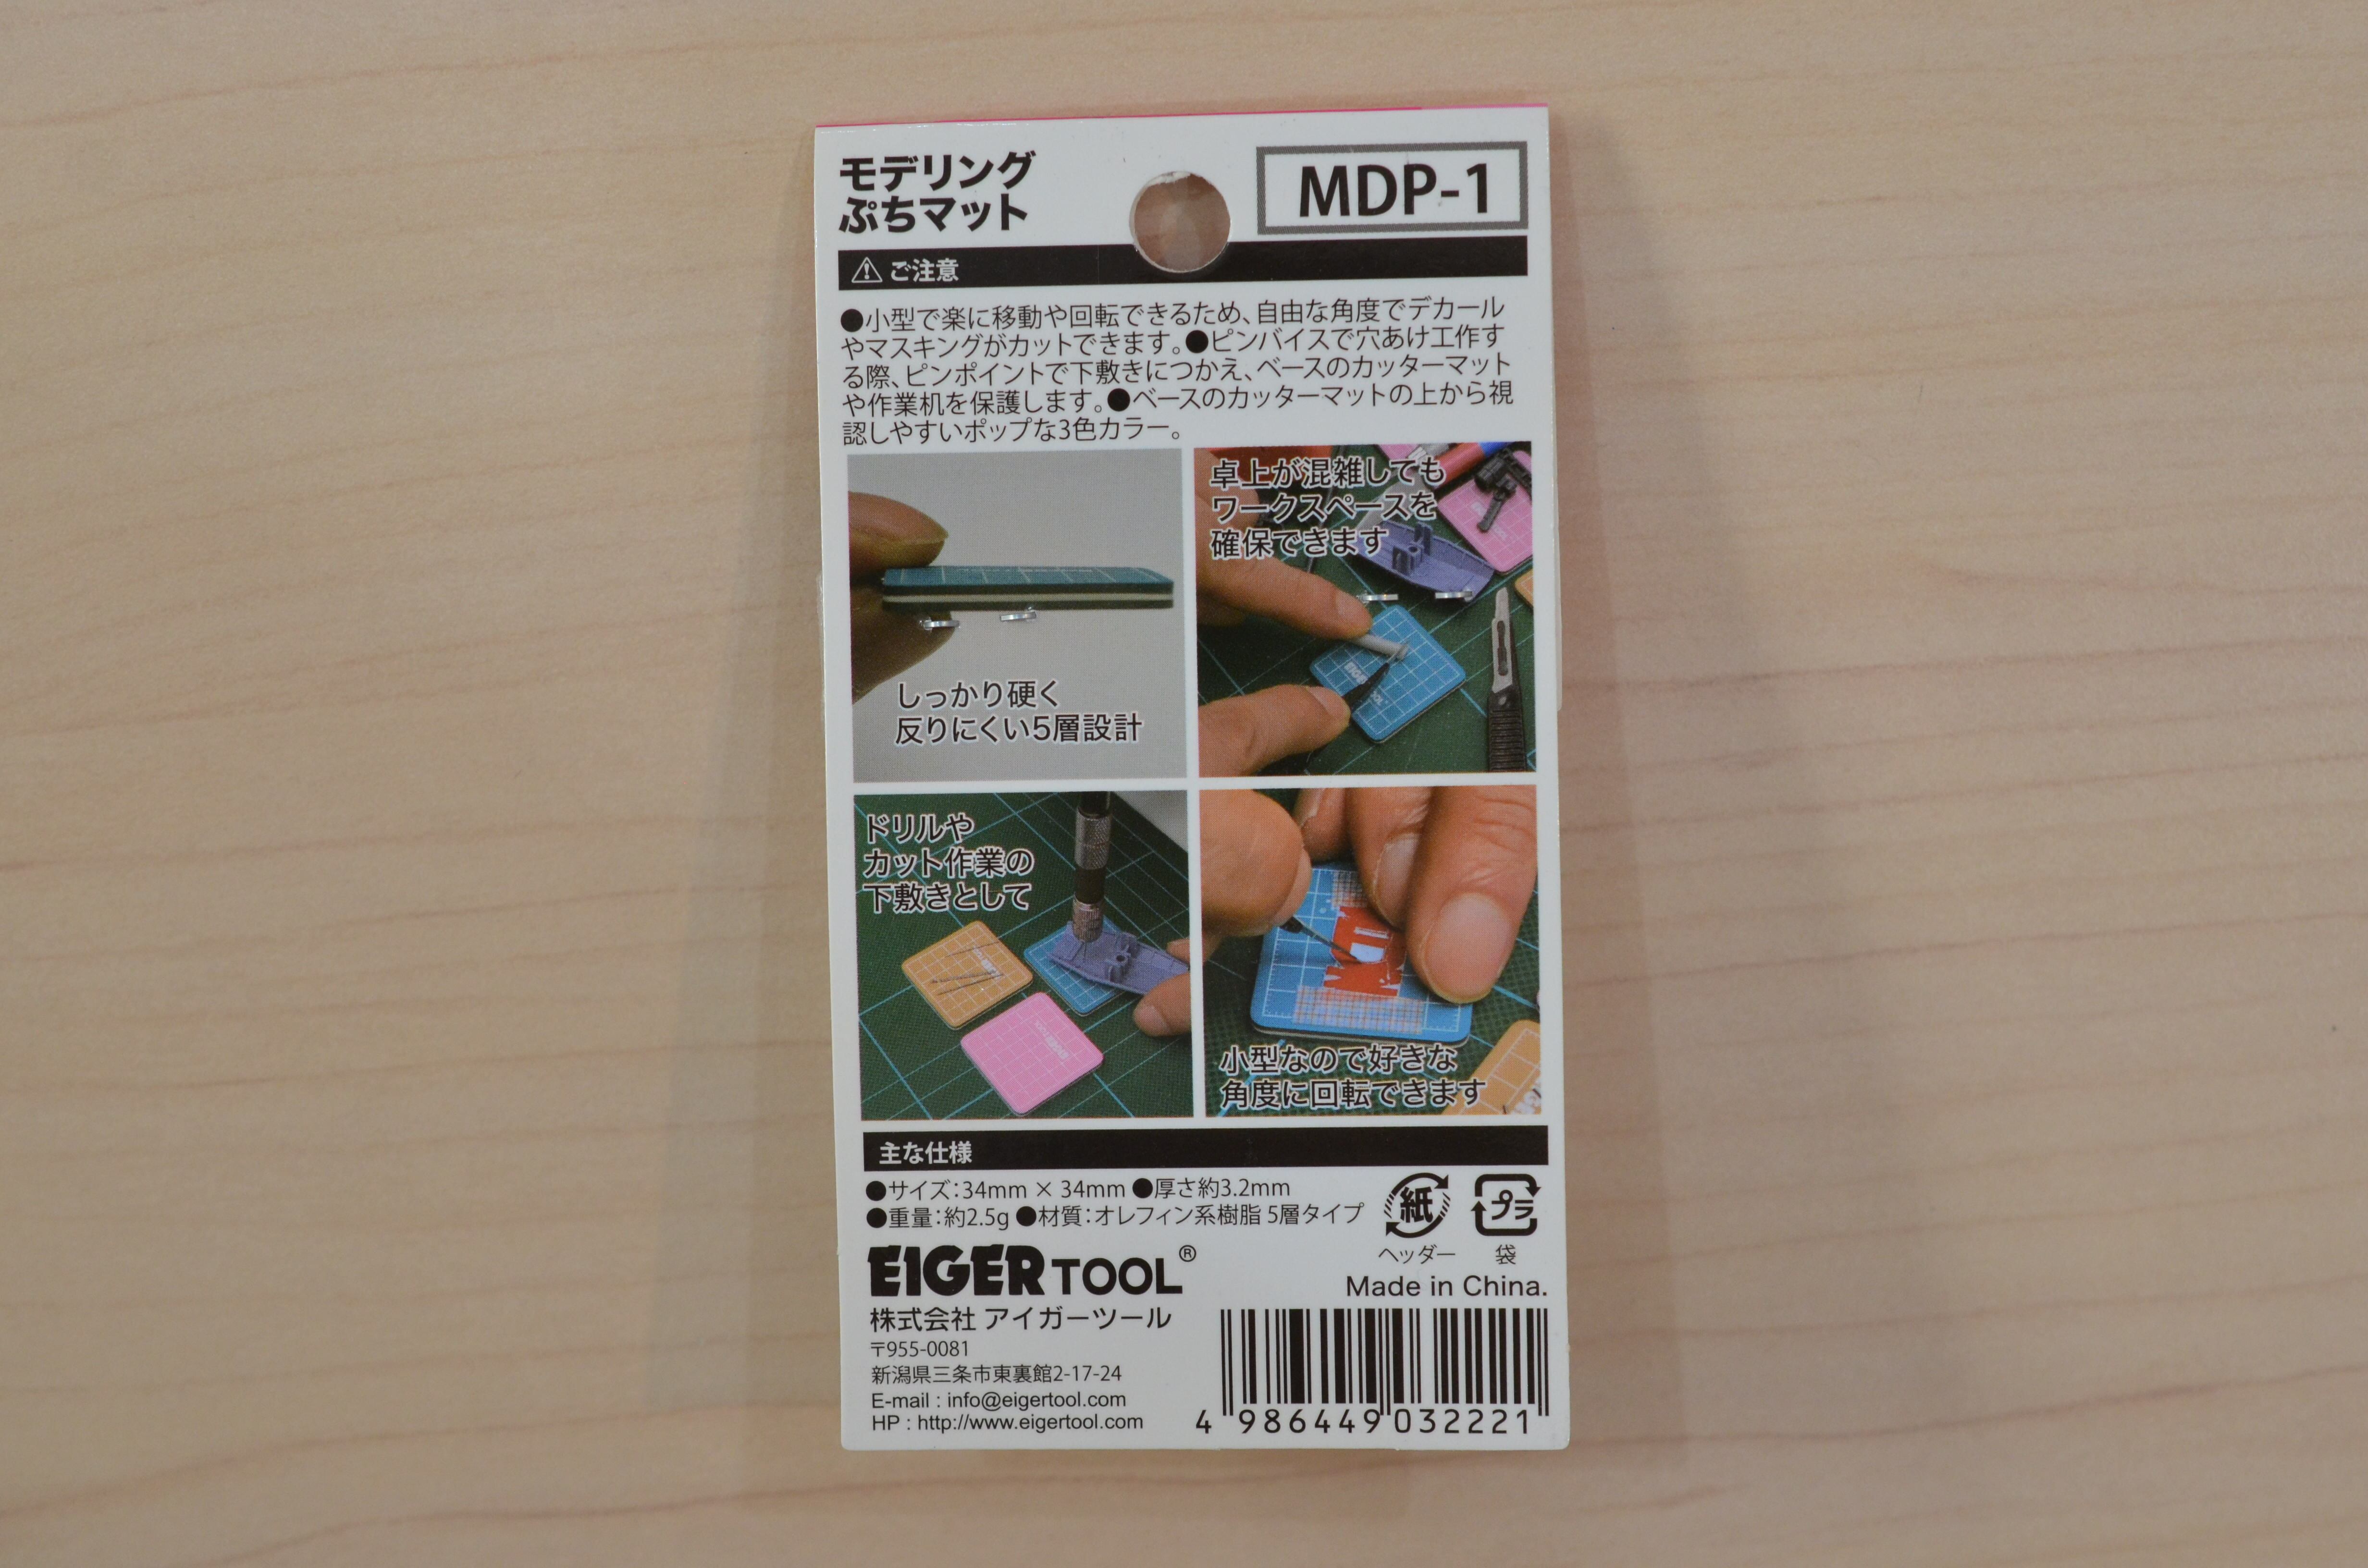 モデリング
ぷちマット
MDP-1
ご注意
●小型で楽に移動や回転できるため、自由な角度でデカール
やマスキングがカットできます。●ピンバイスで穴あけ工作す
る際、ピンポイントで下敷きにつかえ、ベースのカッターマット
や作業机を保護します。●ベースのカッターマットの上から視
認しやすいポップな3色カラー。
しっかり硬く
反りにくい5層設計
卓上が混雑しても
ワークスペースを
確保できます
ドリルや
カット作業の
下敷きとして
小型なので好きな
角度に回転できます
主な仕様
●サイズ:34mm × 34mm ●厚さ約3.2mm
●重量:約2.5g ●材質:オレフィン系樹脂 5層タイプ
紙
ヘッダー
プラ
袋
EIGER TOOL®
Made in China.
株式会社 アイガーツール
〒955-0081
新潟県三条市東裏館2-17-24
E-mail : info@eigertool.com
HP : http://www.eigertool.com
4 986449 032221